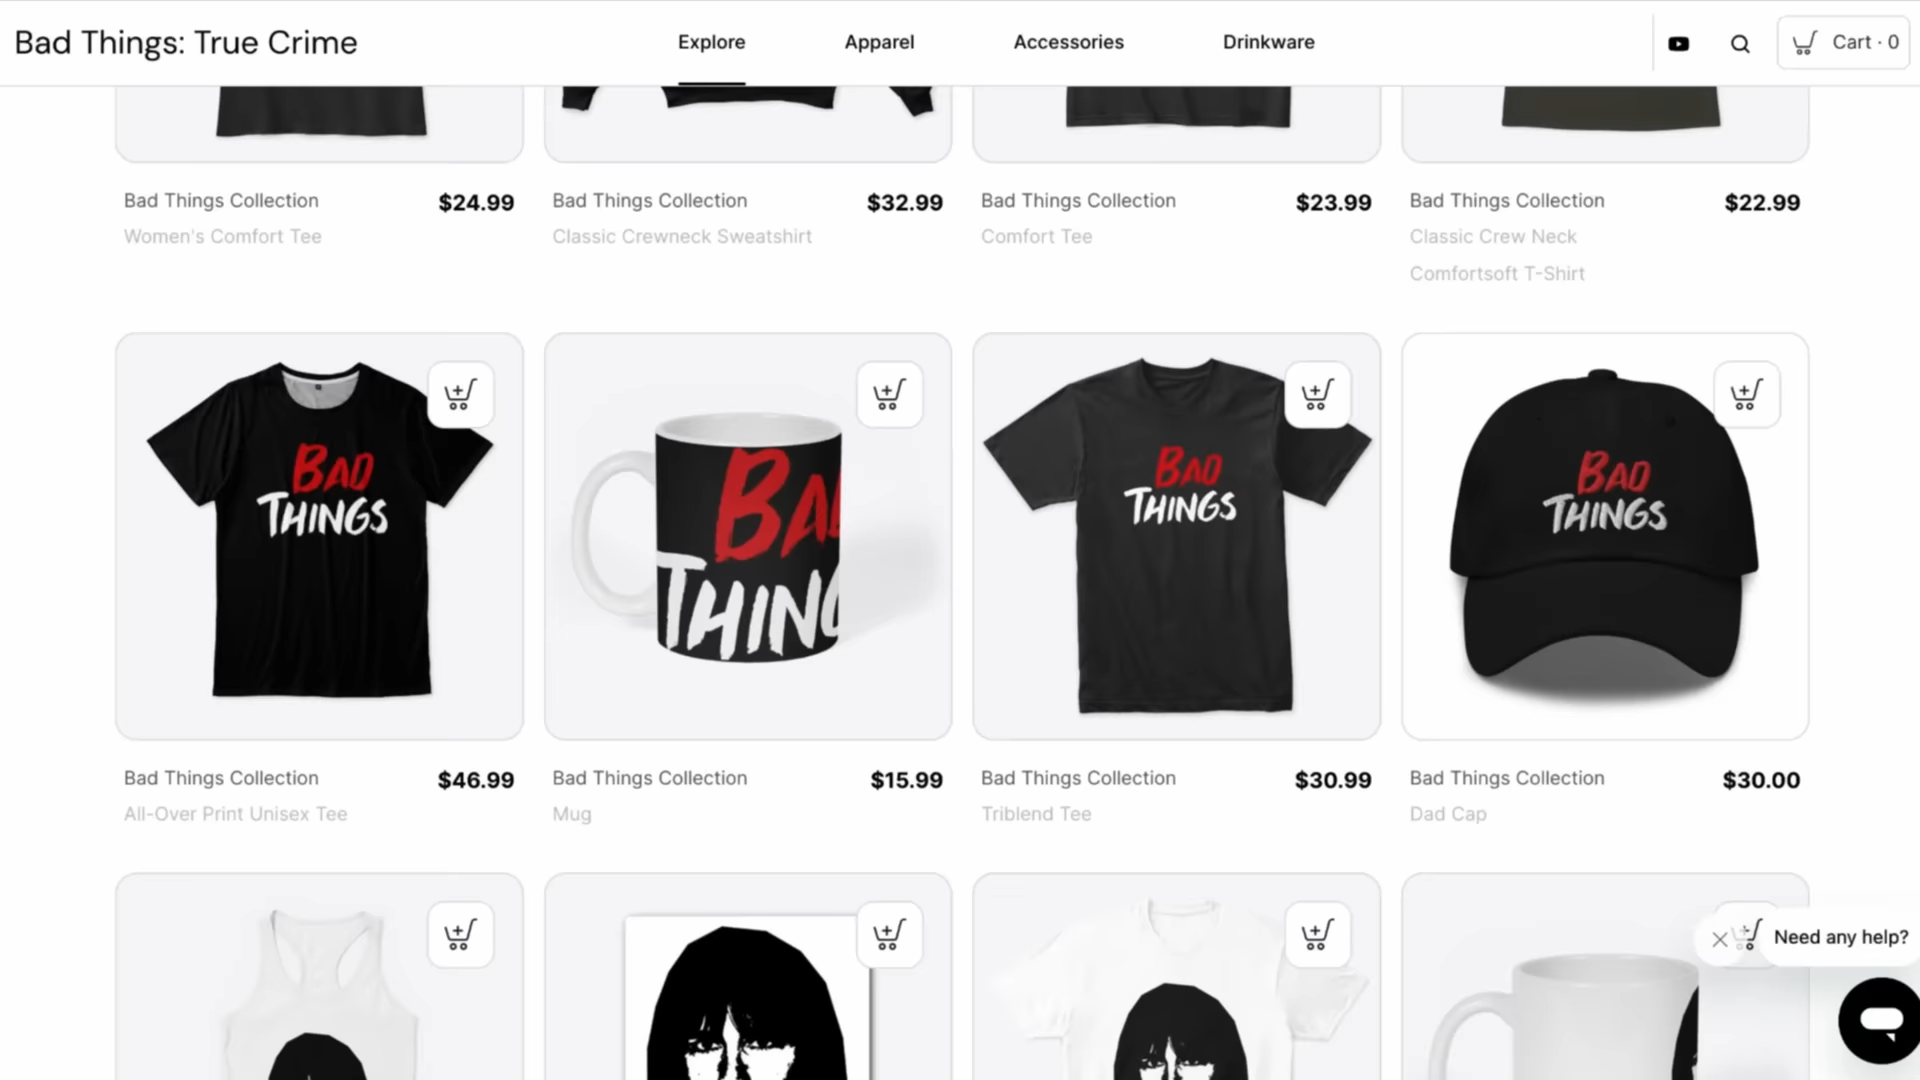 Bad Things: True Crime
Explore
Apparel
Accessories
Drinkware
Cart · 0
Bad Things Collection
$24.99
Women's Comfort Tee
Bad Things Collection
$32.99
Classic Crewneck Sweatshirt
Bad Things Collection
$23.99
Comfort Tee
Bad Things Collection
$22.99
Classic Crew Neck
Comfortsoft T-Shirt
BAD
THINGS
BA
THING
BAD
THINGS
BAD
THINGS
Bad Things Collection
$46.99
All-Over Print Unisex Tee
Bad Things Collection
$15.99
Mug
Bad Things Collection
$30.99
Triblend Tee
Bad Things Collection
$30.00
Dad Cap
Need any help?